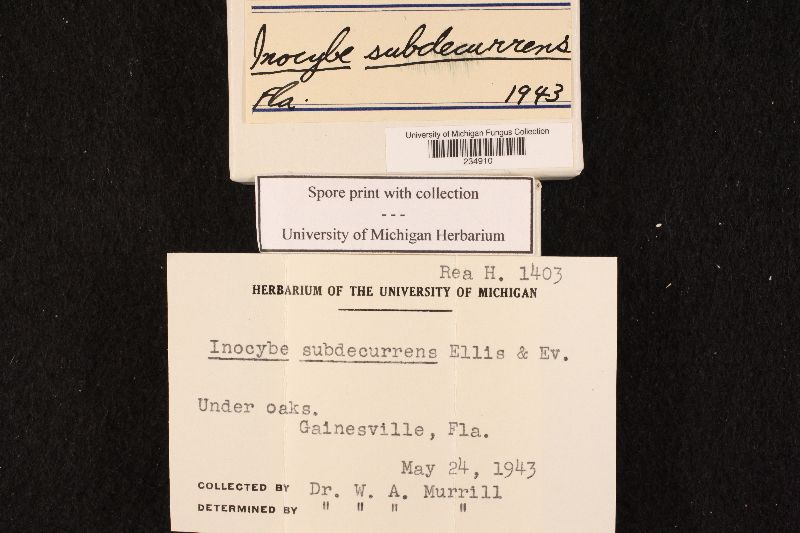 Inocybe subdecurrens
Fla. 1943
University of Michigan Fungus Collection
234910
Spore print with collection
---
University of Michigan Herbarium
Rea H. 1403
HERBARIUM OF THE UNIVERSITY OF MICHIGAN
Inocybe subdecurrens Ellis & Ev.
Under oaks.
Gainesville, Fla.
May 24, 1943
COLLECTED BY Dr. W. A. Murrill
DETERMINED BY " " " "